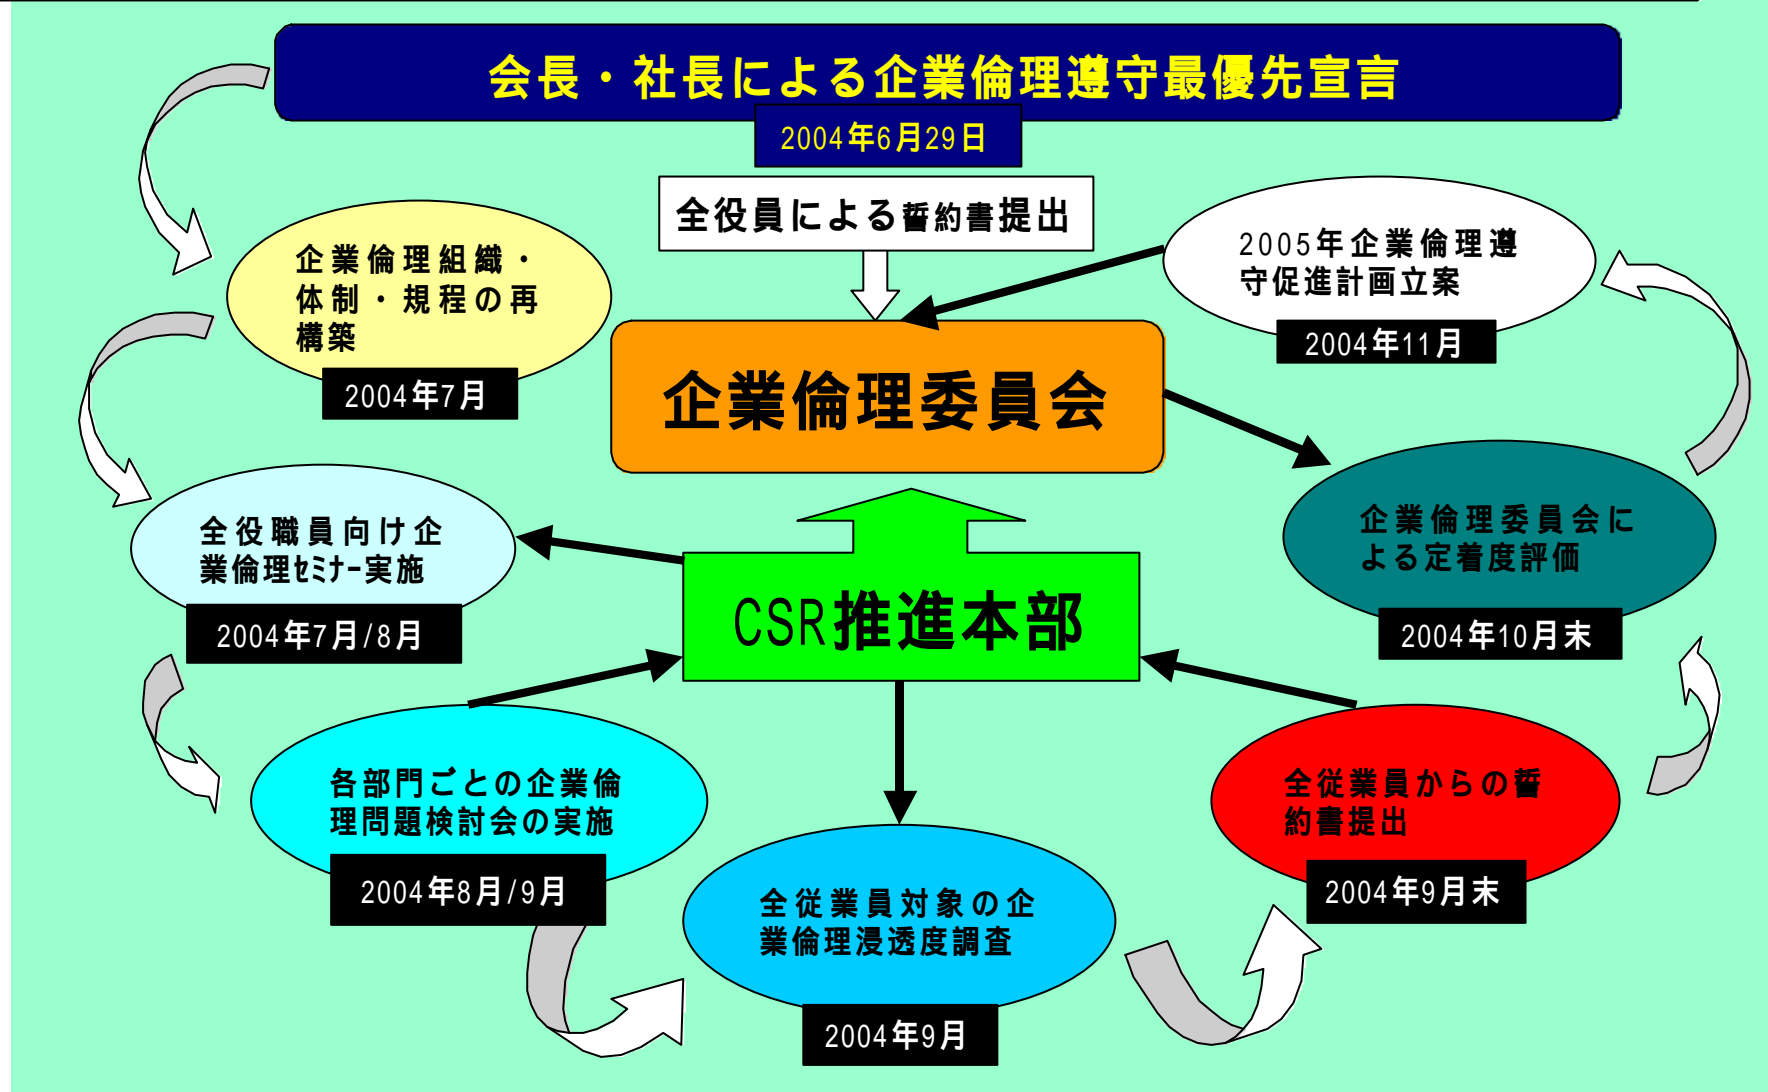 会長・社長による企業倫理遵守最優先宣言
2004年6月29日
全役員による誓約書提出
企業倫理組織・
体制・規程の再
構築
2004年7月
2005年企業倫理遵
守促進計画立案
2004年11月
企業倫理委員会
全役職員向け企
業倫理ｾﾐﾅｰ実施
2004年7月/8月
企業倫理委員会に
よる定着度評価
2004年10月末
CSR推進本部
各部門ごとの企業倫
理問題検討会の実施
2004年8月/9月
全従業員からの誓
約書提出
2004年9月末
全従業員対象の企
業倫理浸透度調査
2004年9月